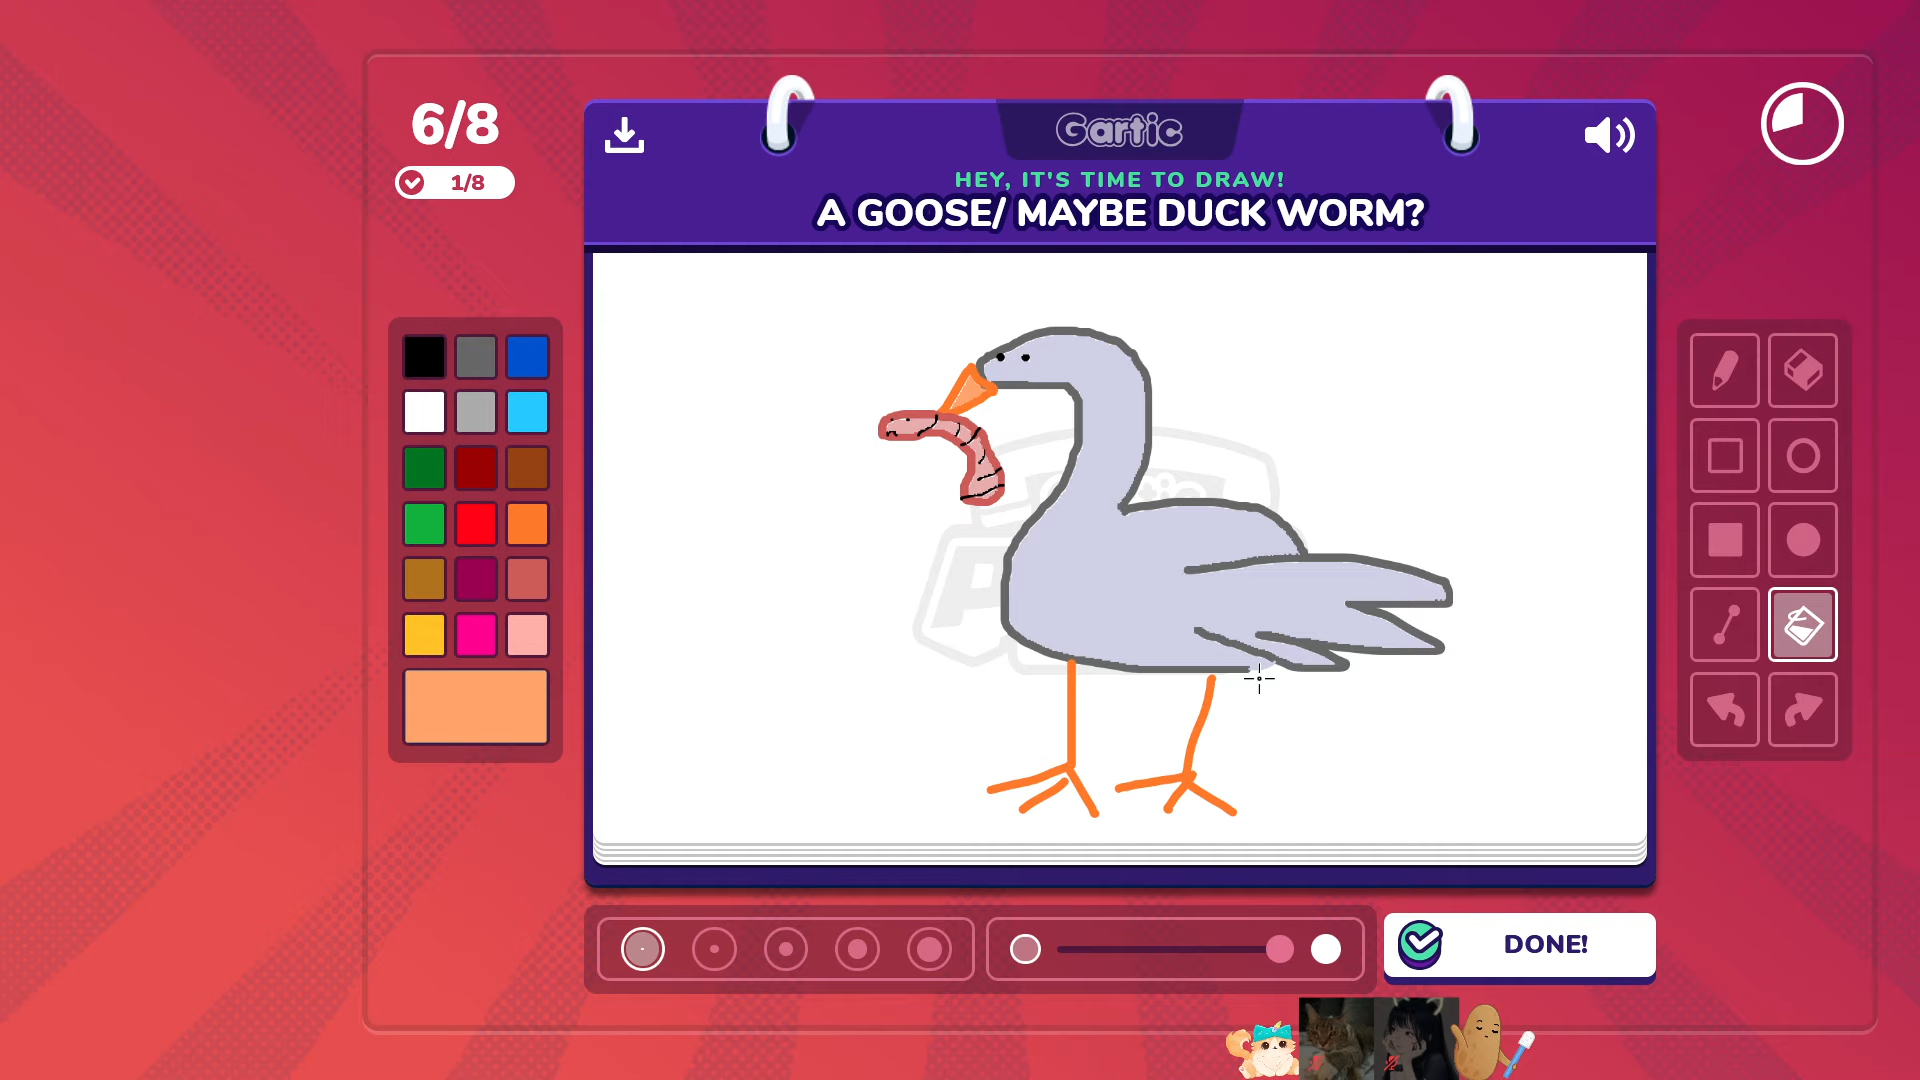 6/8
1/8
Gartic
HEY, IT'S TIME TO DRAW!
A GOOSE/ MAYBE DUCK WORM?
DONE!